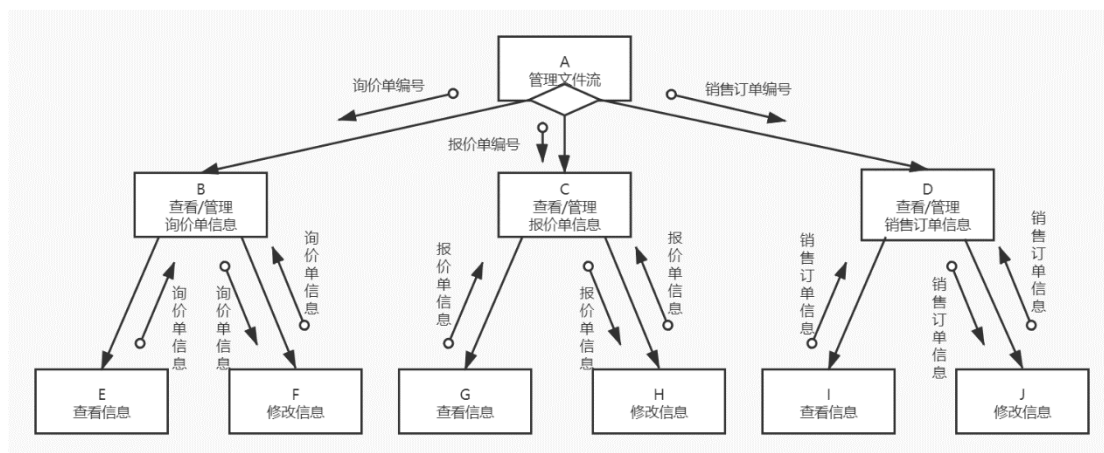 A
管理文件流
询价单编号
销售订单编号
报价单编号
B
查看/管理
询价单信息
C
查看/管理
报价单信息
D
查看/管理
销售订单信息
询价单信息
询价单信息
询价单信息
报价单信息
报价单信息
报价单信息
销售订单信息
销售订单信息
销售订单信息
E
查看信息
F
修改信息
G
查看信息
H
修改信息
I
查看信息
J
修改信息